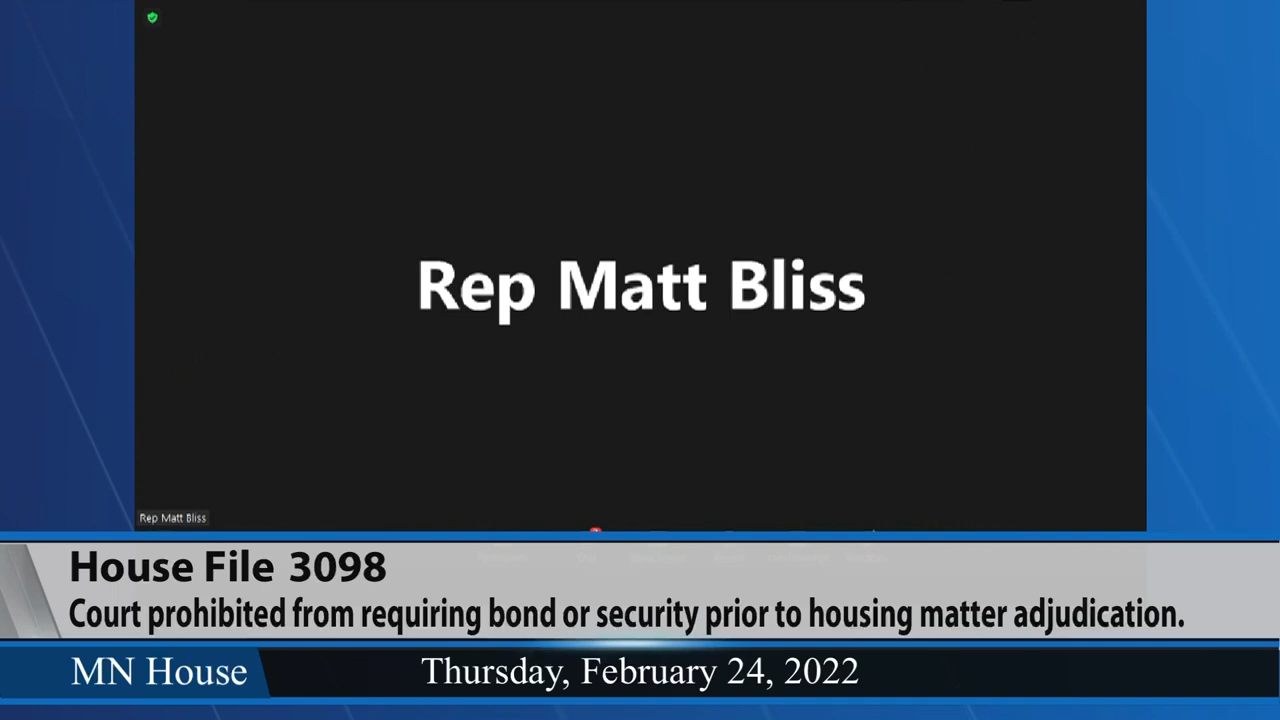 Rep Matt Bliss
Rep Matt Bliss
House File 3098
Court prohibited from requiring bond or security prior to housing matter adjudication.
MN House
Thursday, February 24, 2022